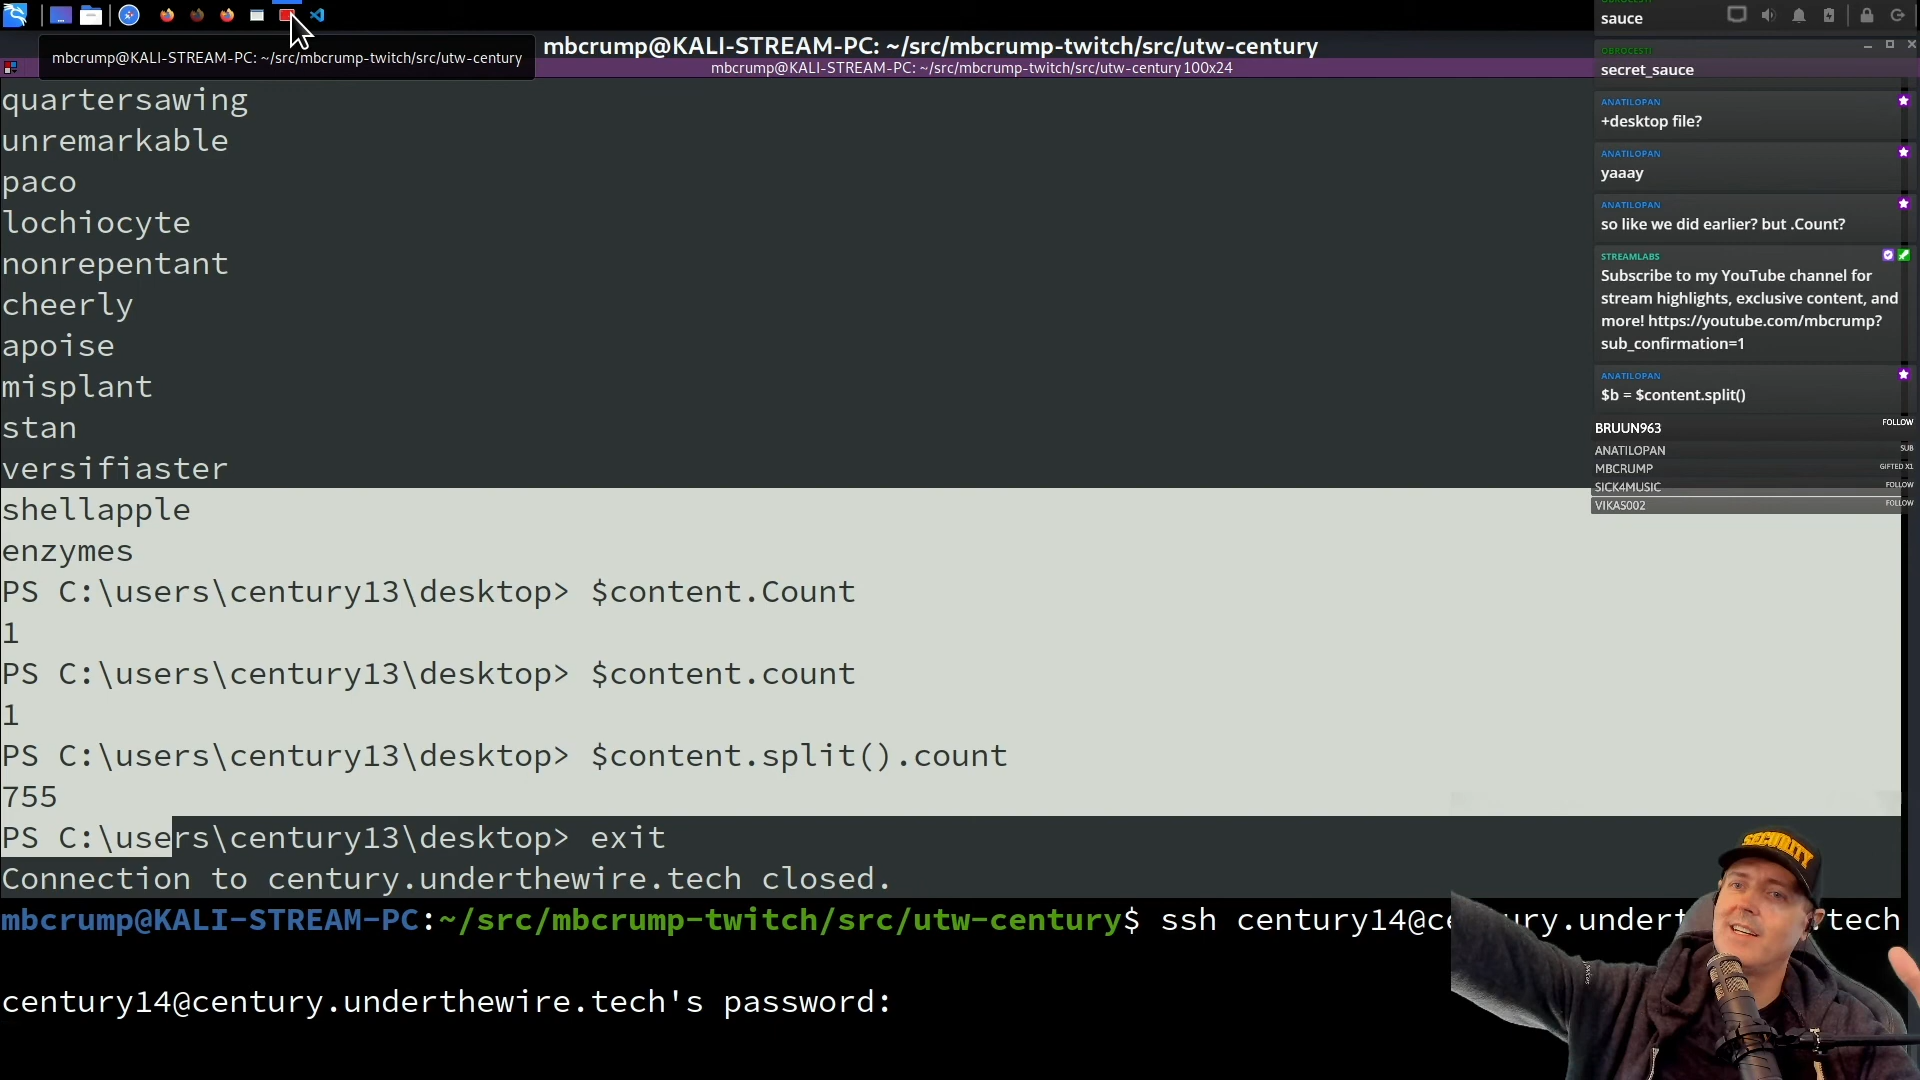 mbcrump@KALI-STREAM-PC: ~/src/mbcrump-twitch/src/utw-century
mbcrump@KALI-STREAM-PC: ~/src/mbcrump-twitch/src/utw-century
mbcrump@KALI-STREAM-PC: ~/src/mbcrump-twitch/src/utw-century 100x24
quartersawing
unremarkable
paco
lochiocyte
nonrepentant
cheerly
apoise
misplant
stan
versifiaster
shellapple
enzymes
PS C:\users\century13\desktop> $content.Count
1
PS C:\users\century13\desktop> $content.count
1
PS C:\users\century13\desktop> $content.split().count
755
PS C:\users\century13\desktop> exit
Connection to century.underthewire.tech closed.
mbcrump@KALI-STREAM-PC:~/src/mbcrump-twitch/src/utw-century$ ssh century14@ce ury.under tech
century14@century.underthewire.tech's password:
sauce
OBROCESTI
secret_sauce
ANATILOPAN
+desktop file?
ANATILOPAN
yaaay
ANATILOPAN
so like we did earlier? but .Count?
STREAMLABS
Subscribe to my YouTube channel for
stream highlights, exclusive content, and
more! https://youtube.com/mbcrump?
sub_confirmation=1
ANATILOPAN
$b = $content.split()
BRUUN963 FOLLOW
ANATILOPAN SUB
MBCRUMP GIFTED X1
SICK4MUSIC FOLLOW
VIKAS002 FOLLOW
SECURITY